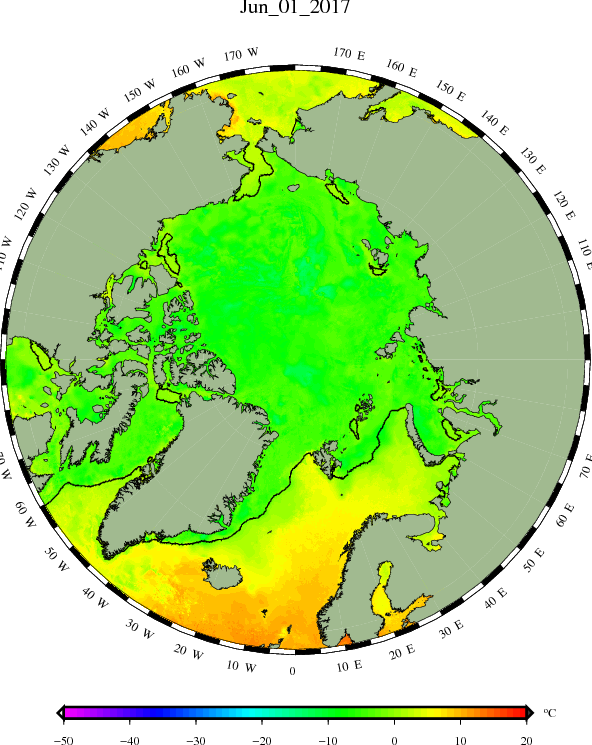 Jun_01_2017
170 W
170 E
160 W
160 E
150 W
150 E
140 W
140 E
130 W
130 E
120 W
120 E
110 E
W
70 W
70 E
60 W
60 E
50 W
50 E
40 W
40 E
30 W
30 E
20 W
20 E
10 W
10 E
0
°C
−50 −40 −30 −20 −10 0 10 20